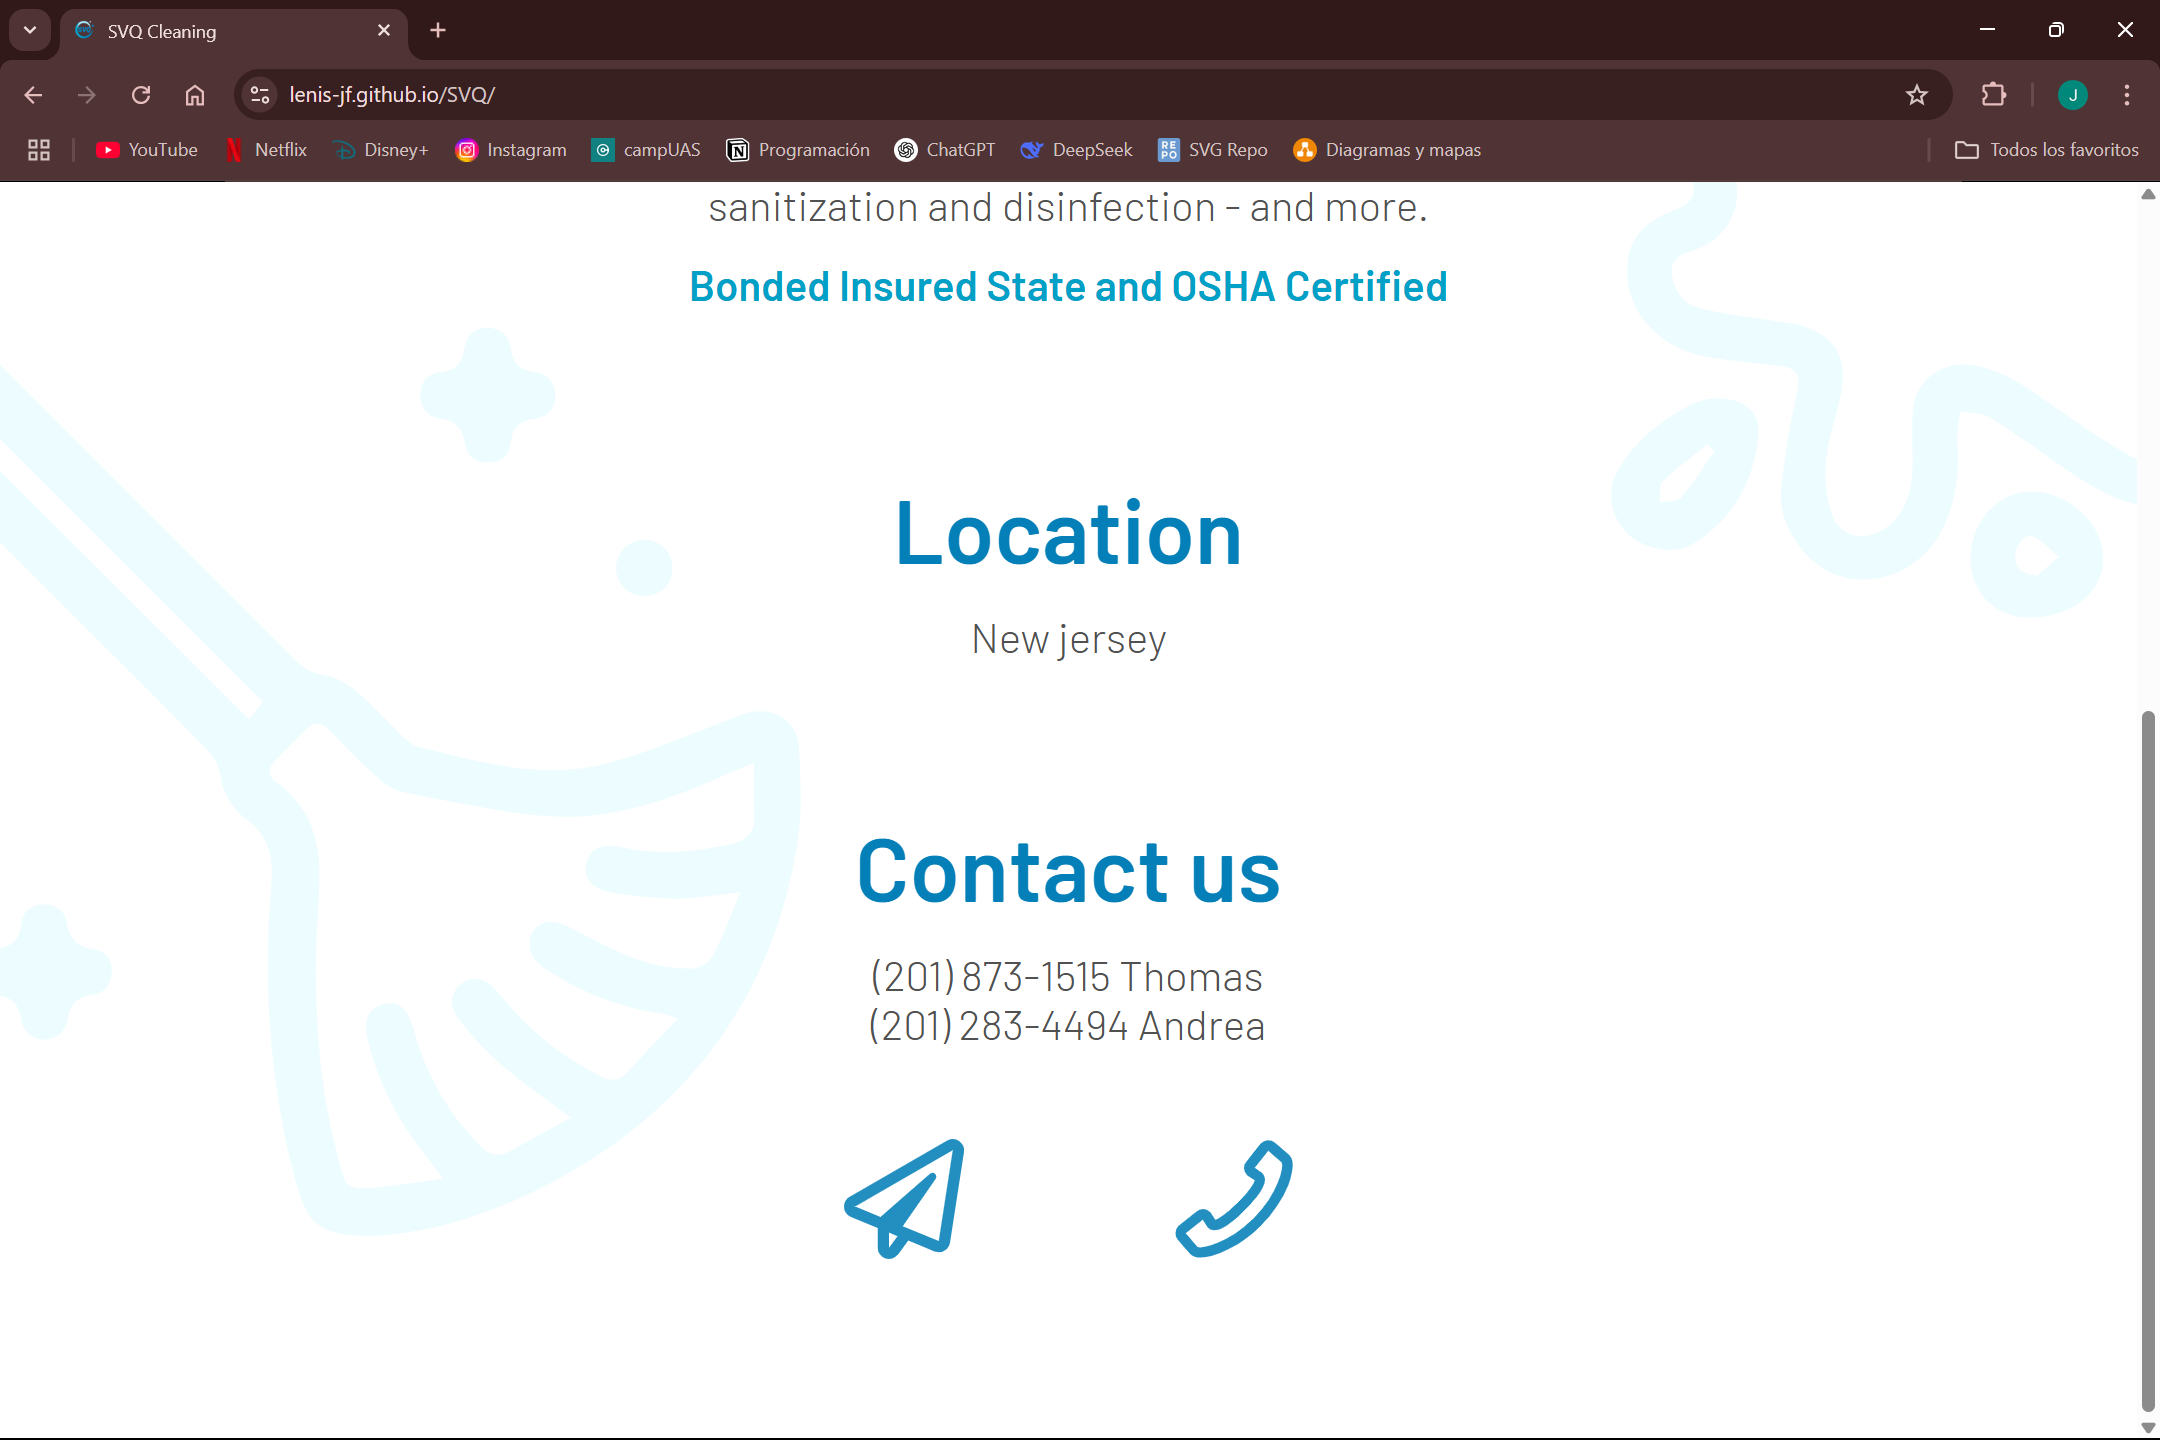 SVQ Cleaning
lenis-jf.github.io/SVQ/
J
YouTube
Netflix
Disney+
Instagram
campUAS
Programación
ChatGPT
DeepSeek
SVG Repo
Diagramas y mapas
Todos los favoritos
sanitization and disinfection - and more.
Bonded Insured State and OSHA Certified
Location
New jersey
Contact us
(201) 873-1515 Thomas
(201) 283-4494 Andrea